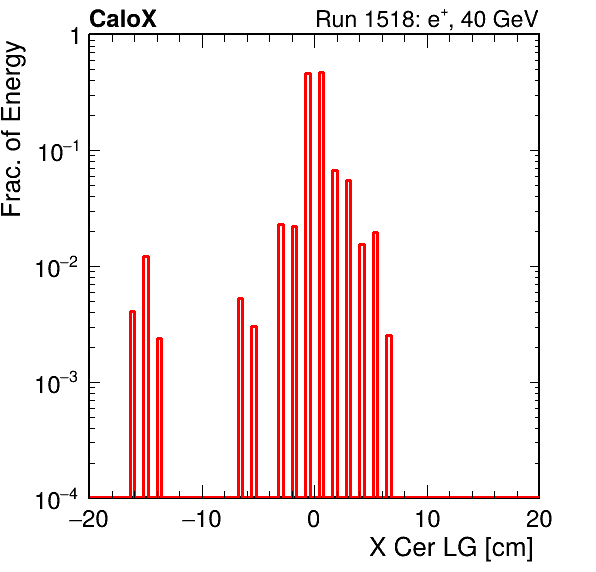 CaloX Run 1518: e⁺, 40 GeV
Frac. of Energy
1
10⁻¹
10⁻²
10⁻³
10⁻⁴
−20 −10 0 10 20
X Cer LG [cm]